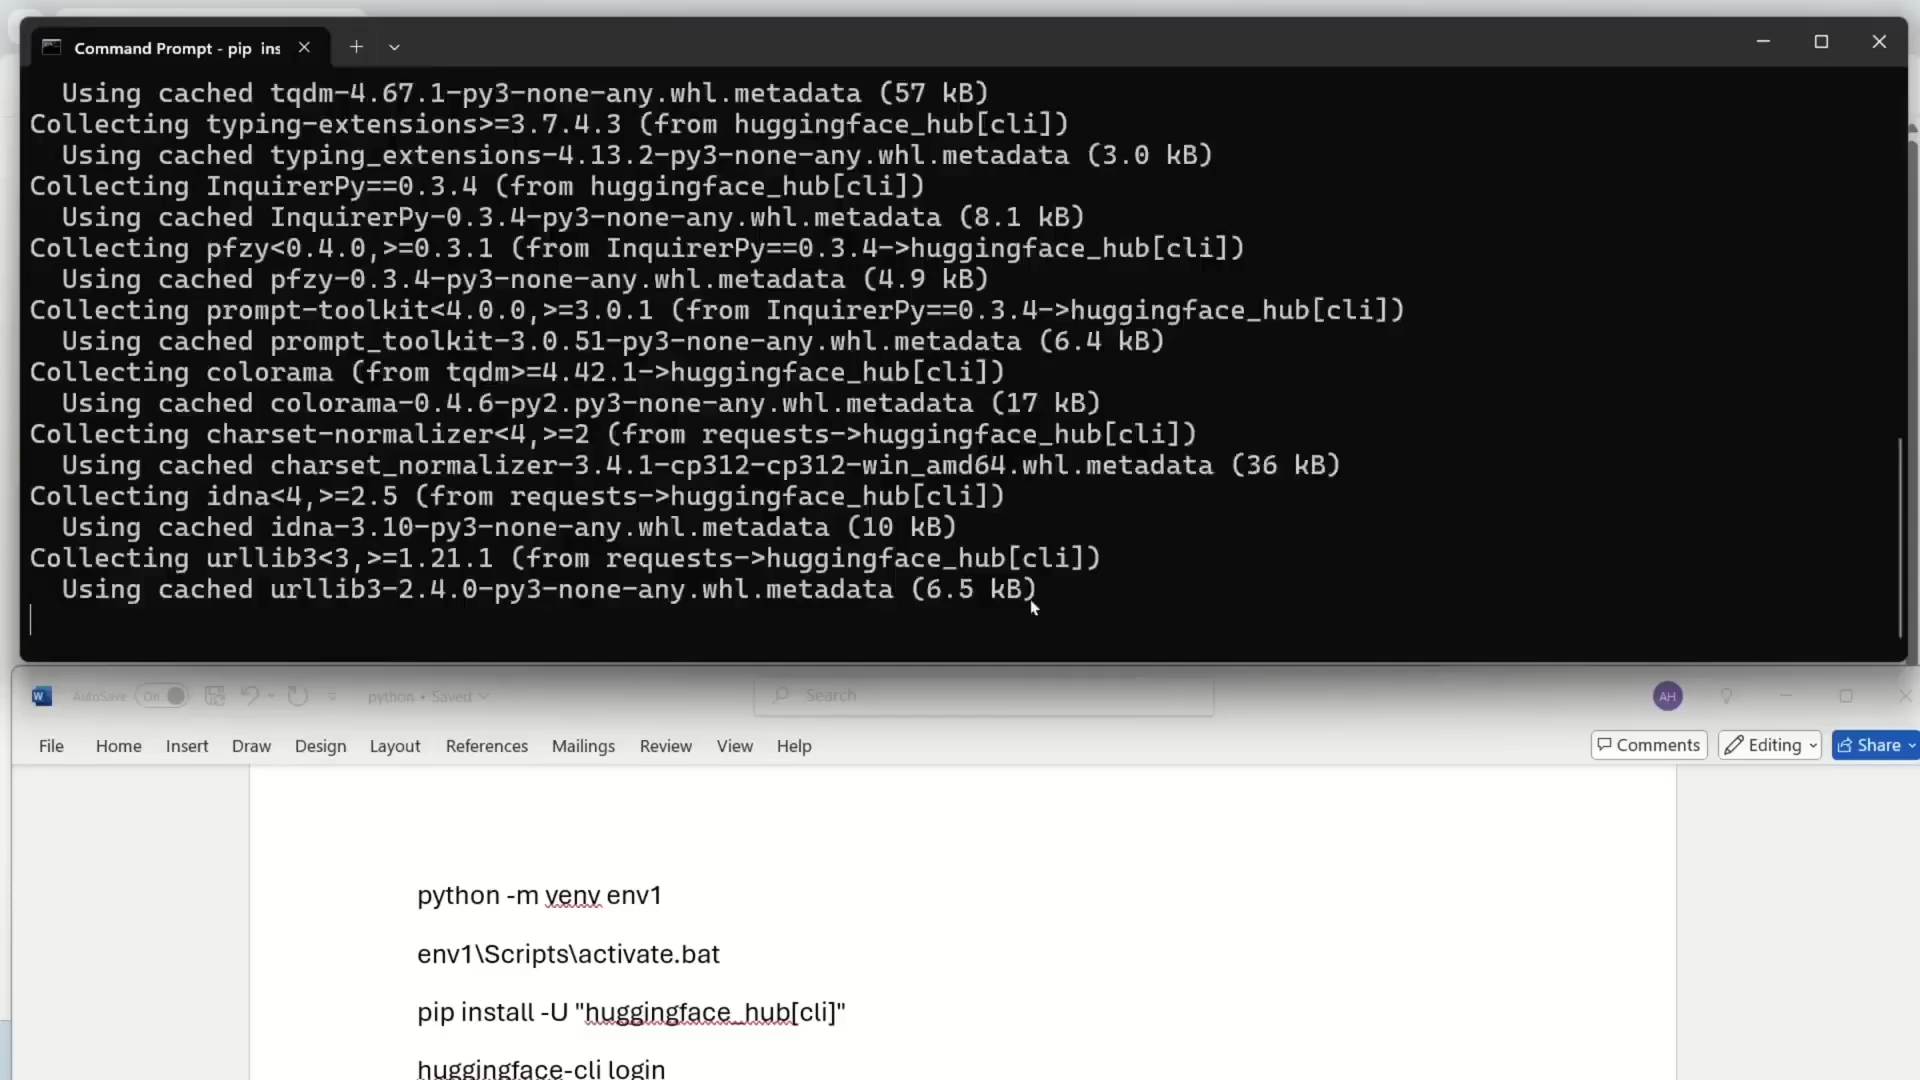 Command Prompt - pip ins
Using cached tqdm-4.67.1-py3-none-any.whl.metadata (57 kB)
Collecting typing-extensions>=3.7.4.3 (from huggingface_hub[cli])
Using cached typing_extensions-4.13.2-py3-none-any.whl.metadata (3.0 kB)
Collecting InquirerPy==0.3.4 (from huggingface_hub[cli])
Using cached InquirerPy-0.3.4-py3-none-any.whl.metadata (8.1 kB)
Collecting pfzy<0.4.0,>=0.3.1 (from InquirerPy==0.3.4->huggingface_hub[cli])
Using cached pfzy-0.3.4-py3-none-any.whl.metadata (4.9 kB)
Collecting prompt-toolkit<4.0.0,>=3.0.1 (from InquirerPy==0.3.4->huggingface_hub[cli])
Using cached prompt_toolkit-3.0.51-py3-none-any.whl.metadata (6.4 kB)
Collecting colorama (from tqdm>=4.42.1->huggingface_hub[cli])
Using cached colorama-0.4.6-py2.py3-none-any.whl.metadata (17 kB)
Collecting charset-normalizer<4,>=2 (from requests->huggingface_hub[cli])
Using cached charset_normalizer-3.4.1-cp312-cp312-win_amd64.whl.metadata (36 kB)
Collecting idna<4,>=2.5 (from requests->huggingface_hub[cli])
Using cached idna-3.10-py3-none-any.whl.metadata (10 kB)
Collecting urllib3<3,>=1.21.1 (from requests->huggingface_hub[cli])
Using cached urllib3-2.4.0-py3-none-any.whl.metadata (6.5 kB)
W AutoSave On python • Saved Search AH
File Home Insert Draw Design Layout References Mailings Review View Help Comments Editing Share
python -m venv env1
env1\Scripts\activate.bat
pip install -U "huggingface_hub[cli]"
huggingface-cli login